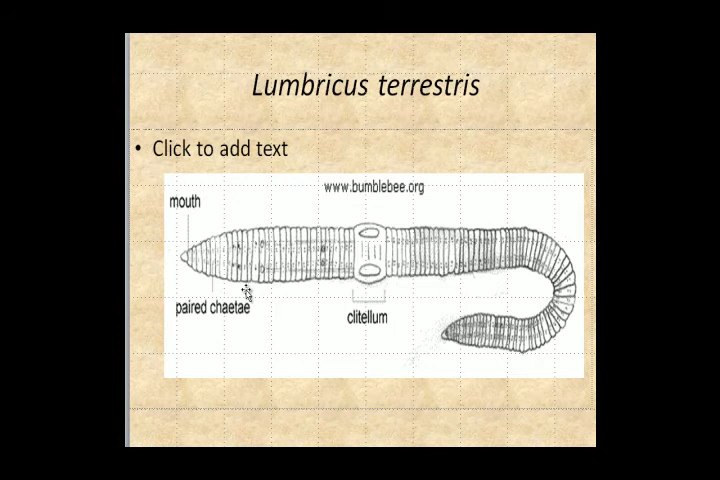 Lumbricus terrestris
• Click to add text
www.bumblebee.org
mouth
paired chaetae
clitellum